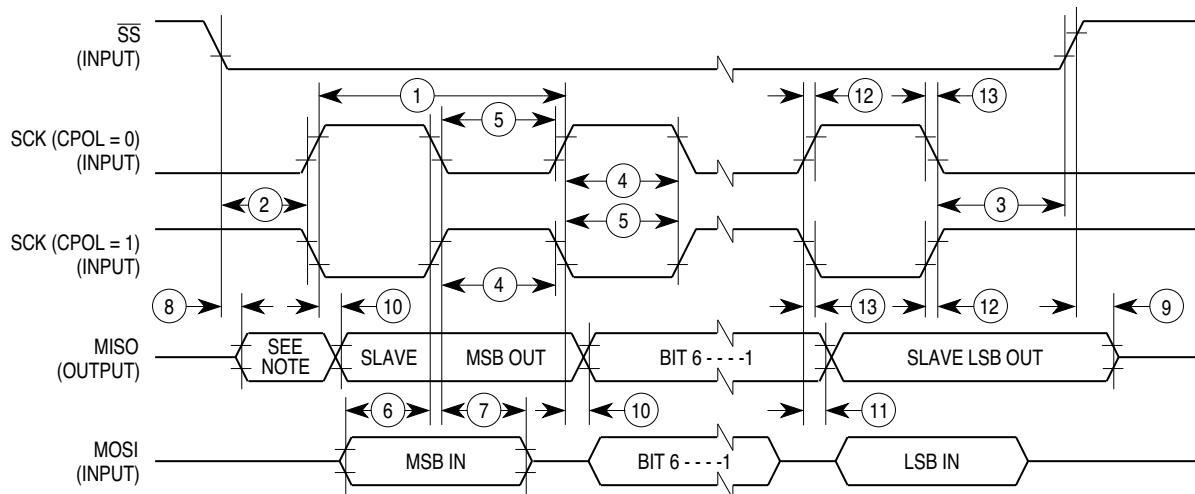 SS
(INPUT)
1
12
13
5
SCK (CPOL = 0)
(INPUT)
4
2
3
5
SCK (CPOL = 1)
(INPUT)
4
8
10
13
12
9
MISO
(OUTPUT)
SEE
NOTE
SLAVE
MSB OUT
BIT 6 - - - -1
SLAVE LSB OUT
6
7
10
11
MOSI
(INPUT)
MSB IN
BIT 6 - - - -1
LSB IN